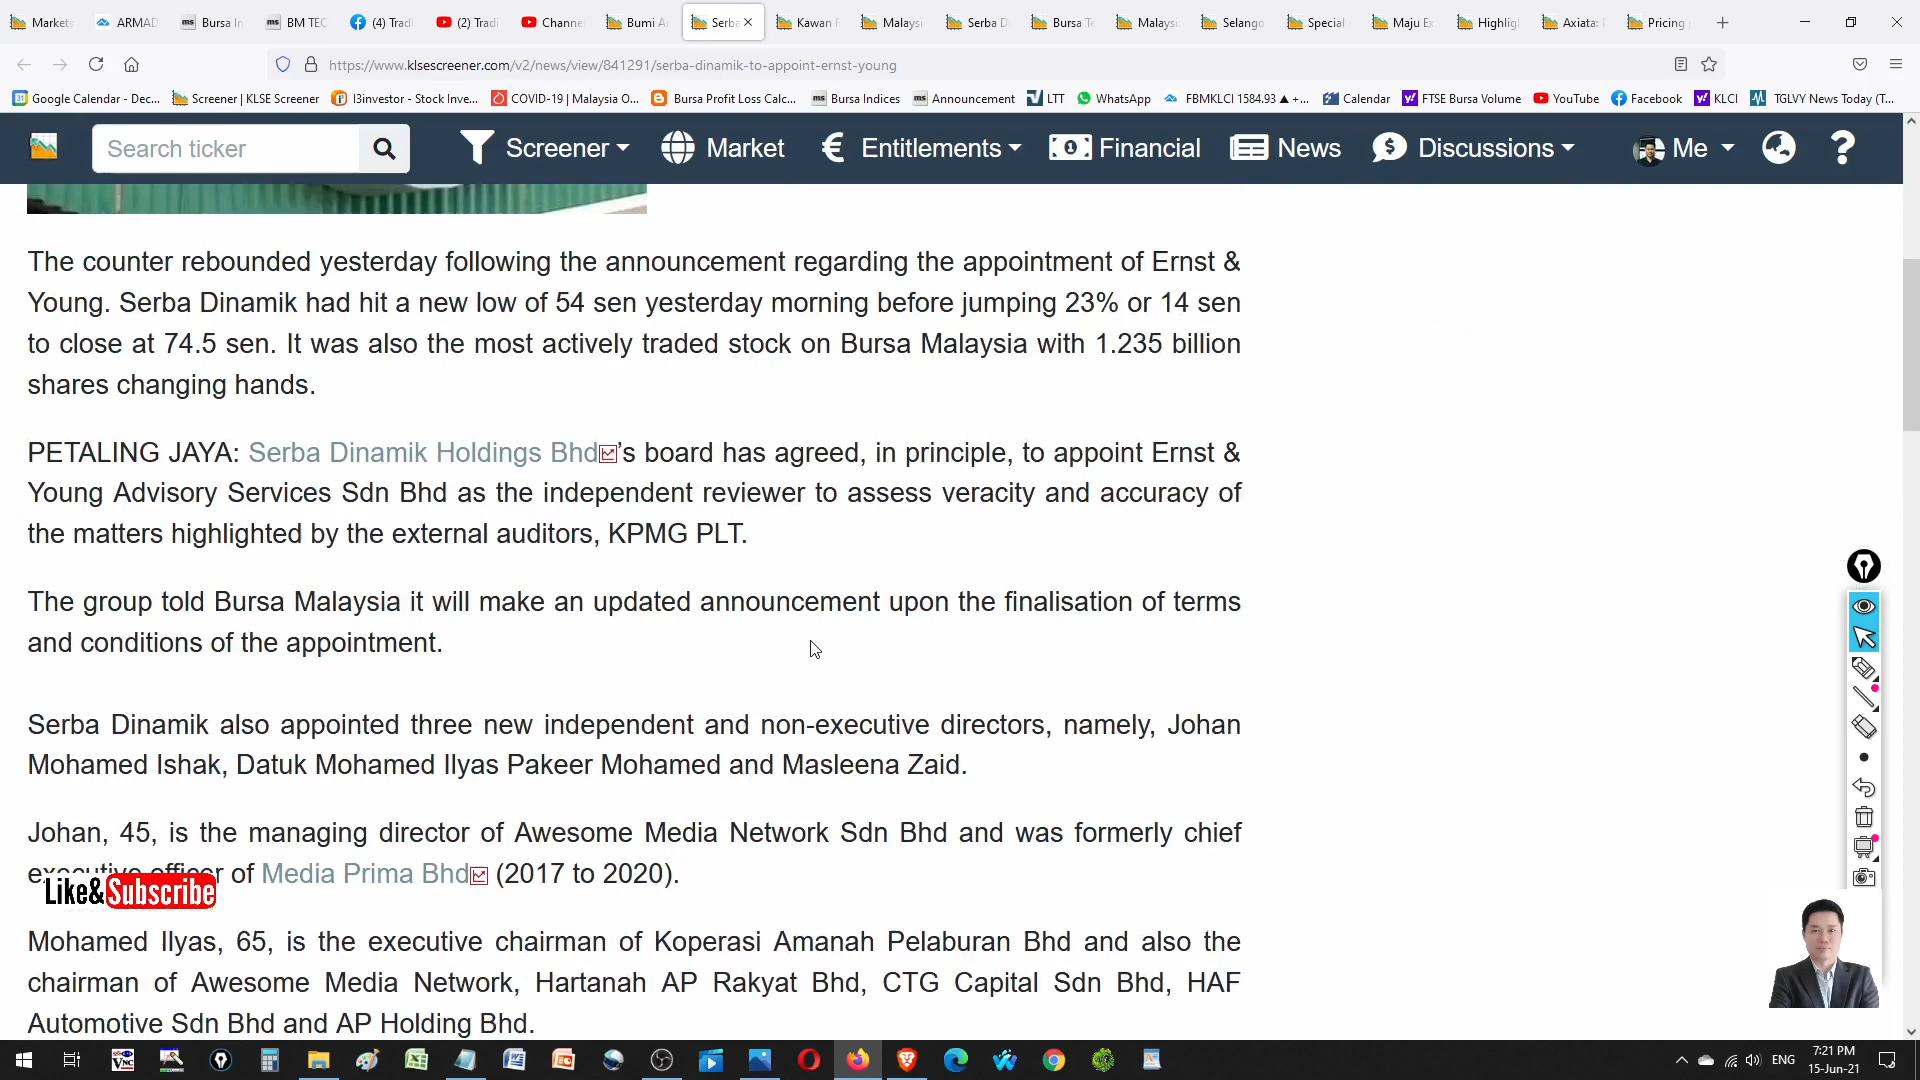 Markets
ARMAD
Bursa In
BM TEC
(4) Tradi
(2) Tradi
Channe
Bumi Ar
Serba
Kawan F
Malaysi
Serba D
Bursa Te
Malaysi
Selango
Special
Maju Ex
Highlig
Axiata:
Pricing
https://www.klsescreener.com/v2/news/view/841291/serba-dinamik-to-appoint-ernst-young
Google Calendar - Dec...
Screener | KLSE Screener
I3investor - Stock Inve...
COVID-19 | Malaysia O...
Bursa Profit Loss Calc...
Bursa Indices
Announcement
LTT
WhatsApp
FBMKLCI 1584.93 ▲ +...
Calendar
FTSE Bursa Volume
YouTube
Facebook
KLCI
TGLVY News Today (T...
Search ticker
Screener
Market
Entitlements
Financial
News
Discussions
Me
The counter rebounded yesterday following the announcement regarding the appointment of Ernst &
Young. Serba Dinamik had hit a new low of 54 sen yesterday morning before jumping 23% or 14 sen
to close at 74.5 sen. It was also the most actively traded stock on Bursa Malaysia with 1.235 billion
shares changing hands.
PETALING JAYA: Serba Dinamik Holdings Bhd's board has agreed, in principle, to appoint Ernst &
Young Advisory Services Sdn Bhd as the independent reviewer to assess veracity and accuracy of
the matters highlighted by the external auditors, KPMG PLT.
The group told Bursa Malaysia it will make an updated announcement upon the finalisation of terms
and conditions of the appointment.
Serba Dinamik also appointed three new independent and non-executive directors, namely, Johan
Mohamed Ishak, Datuk Mohamed Ilyas Pakeer Mohamed and Masleena Zaid.
Johan, 45, is the managing director of Awesome Media Network Sdn Bhd and was formerly chief
executive officer of Media Prima Bhd (2017 to 2020).
Like& Subscribe
Mohamed Ilyas, 65, is the executive chairman of Koperasi Amanah Pelaburan Bhd and also the
chairman of Awesome Media Network, Hartanah AP Rakyat Bhd, CTG Capital Sdn Bhd, HAF
Automotive Sdn Bhd and AP Holding Bhd.
ENG
7:21 PM
15-Jun-21